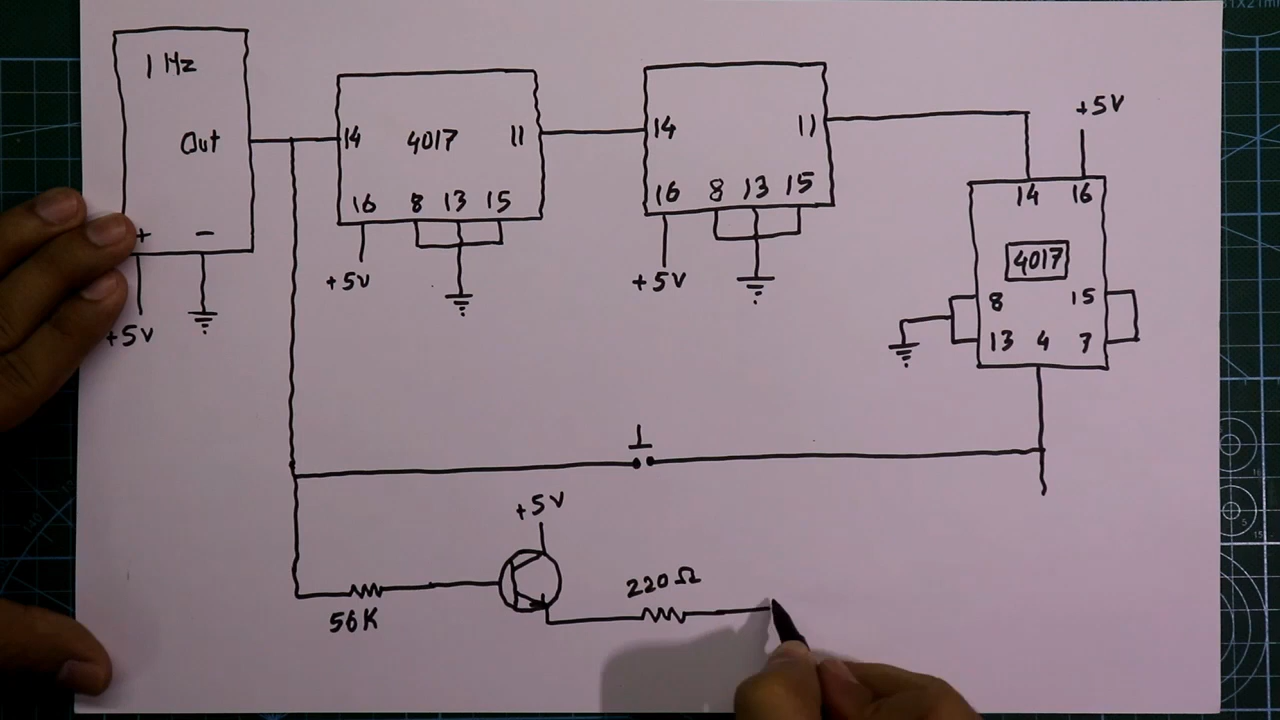 1 Hz
Out
+ -
+5V
14 4017 11
16 8 13 15
+5V
14 11
16 8 13 15
+5V
+5V
14 16
4017
8 15
13 4 7
+5V
56K
220Ω